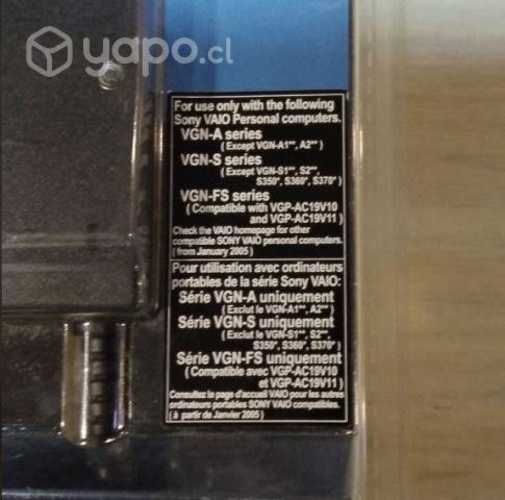 yapo.cl
For use only with the following
Sony VAIO Personal computers.
VGN-A series
( Except VGN-A1**, A2** )
VGN-S series
( Except VGN-S1**, S2**,
S350*, S360*, S370* )
VGN-FS series
( Compatible with VGP-AC19V10
and VGP-AC19V11 )
Check the VAIO homepage for other
compatible SONY VAIO personal computers.
( from January 2005 )
Pour utilisation avec ordinateurs
portables de la série Sony VAIO:
Série VGN-A uniquement
( Exclut le VGN-A1**, A2** )
Série VGN-S uniquement
( Exclut le VGN-S1**, S2**,
S350*, S360*, S370* )
Série VGN-FS uniquement
( Compatible avec VGP-AC19V10
et VGP-AC19V11 )
Consultez la page d'accueil VAIO pour les autres
ordinateurs portables SONY VAIO compatibles.
( à partir de Janvier 2005 )